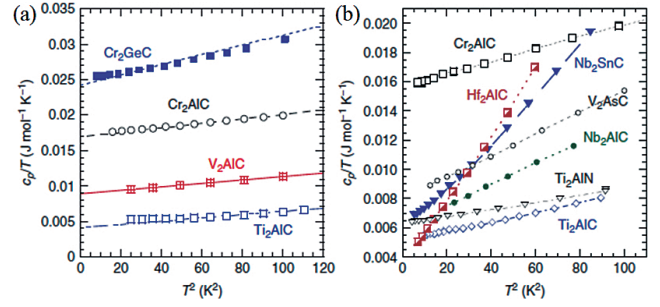 (a)
0.035
0.03
0.025
0.02
0.015
0.01
0.005
0
cₚ/T (J mol⁻¹ K⁻¹)
Cr₂GeC
Cr₂AlC
V₂AlC
Ti₂AlC
0 20 40 60 80 100 120
T² (K²)
(b)
0.020
0.018
0.016
0.014
0.012
0.010
0.008
0.006
0.004
cₚ/T (J mol⁻¹ K⁻¹)
Cr₂AlC
Nb₂SnC
Hf₂AlC
V₂AsC
Nb₂AlC
Ti₂AlN
Ti₂AlC
0 20 40 60 80 100
T² (K²)